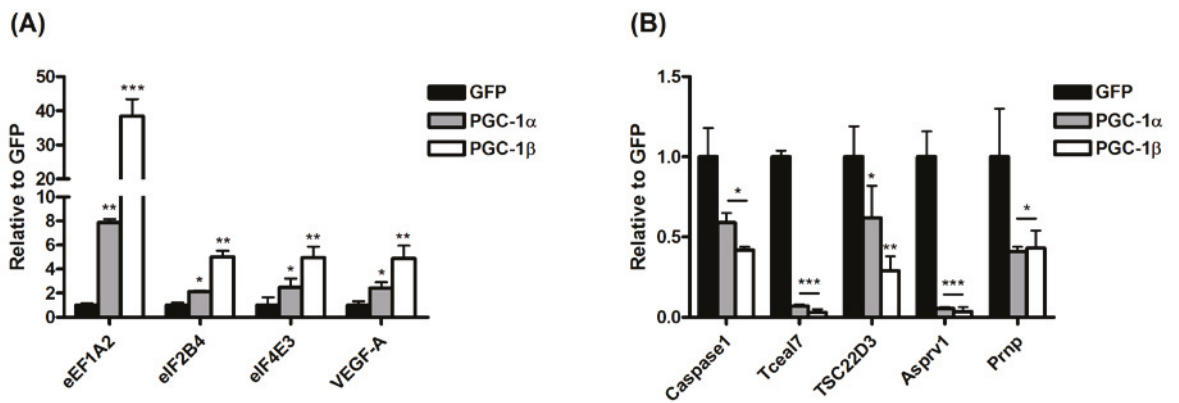 (A)
Relative to GFP
50
40
30
20
10
8
6
4
2
0
***
**
*
**
*
**
*
**
eEF1A2
eIF2B4
eIF4E3
VEGF-A
GFP
PGC-1α
PGC-1β
(B)
Relative to GFP
1.5
1.0
0.5
0.0
*
***
*
**
***
*
Caspase1
Tceal7
TSC22D3
Asprv1
Prnp
GFP
PGC-1α
PGC-1β